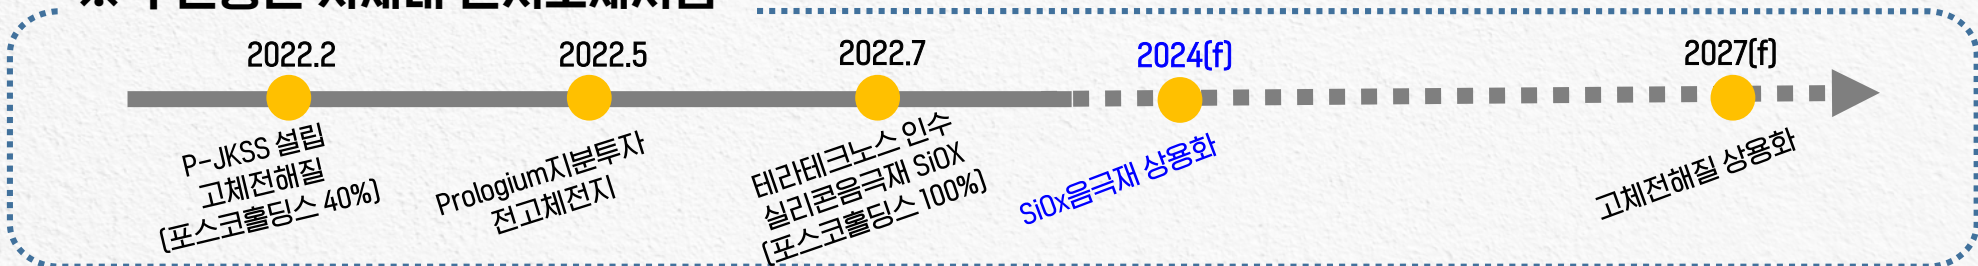 2022.2
2022.5
2022.7
2024(f)
2027(f)
P-JKSS 설립
고체전해질
(포스코홀딩스 40%)
Prologium지분투자
전고체전지
테라테크노스 인수
실리콘음극재 SiOX
(포스코홀딩스 100%)
SiOx음극재 상용화
고체전해질 상용화